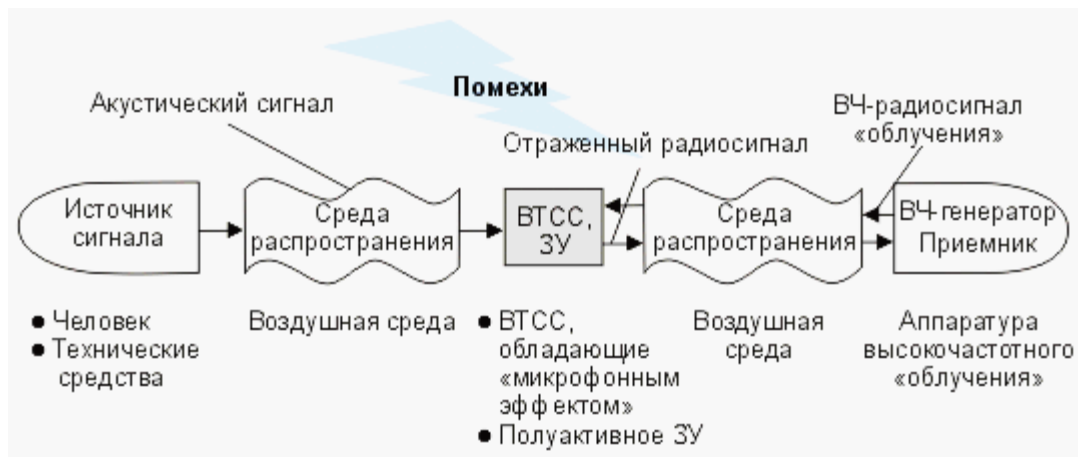 Помехи
Акустический сигнал
ВЧ-радиосигнал
«облучения»
Отраженный радиосигнал
Источник
сигнала
Среда
распространения
ВТСС,
ЗУ
Среда
распространения
ВЧ-генератор
Приемник
● Человек
● Технические
средства
Воздушная среда
● ВТСС,
обладающие
«микрофонным
эффектом»
● Полуактивное ЗУ
Воздушная
среда
Аппаратура
высокочастотного
«облучения»